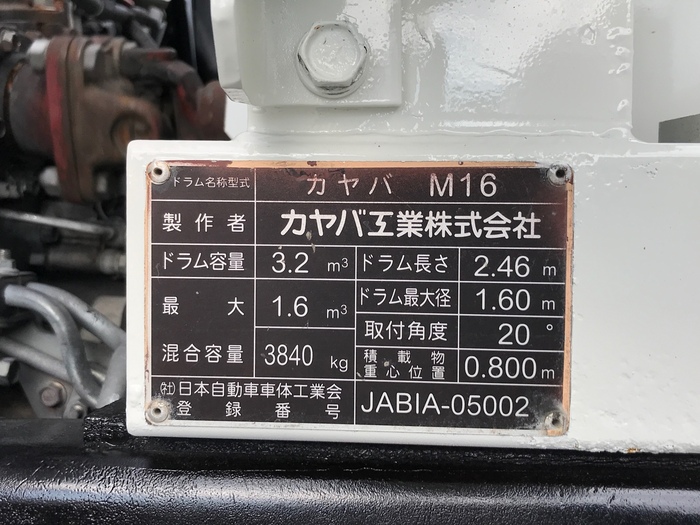 ドラム名称型式 カヤバ M16
製作者 カヤバ工業株式会社
ドラム容量 3.2 m³ ドラム長さ 2.46 m
最大 1.6 m³ ドラム最大径 1.60 m
取付角度 20°
混合容量 3840 kg 積載物
重心位置 0.800 m
㈳日本自動車車体工業会
登録番号 JABIA-05002